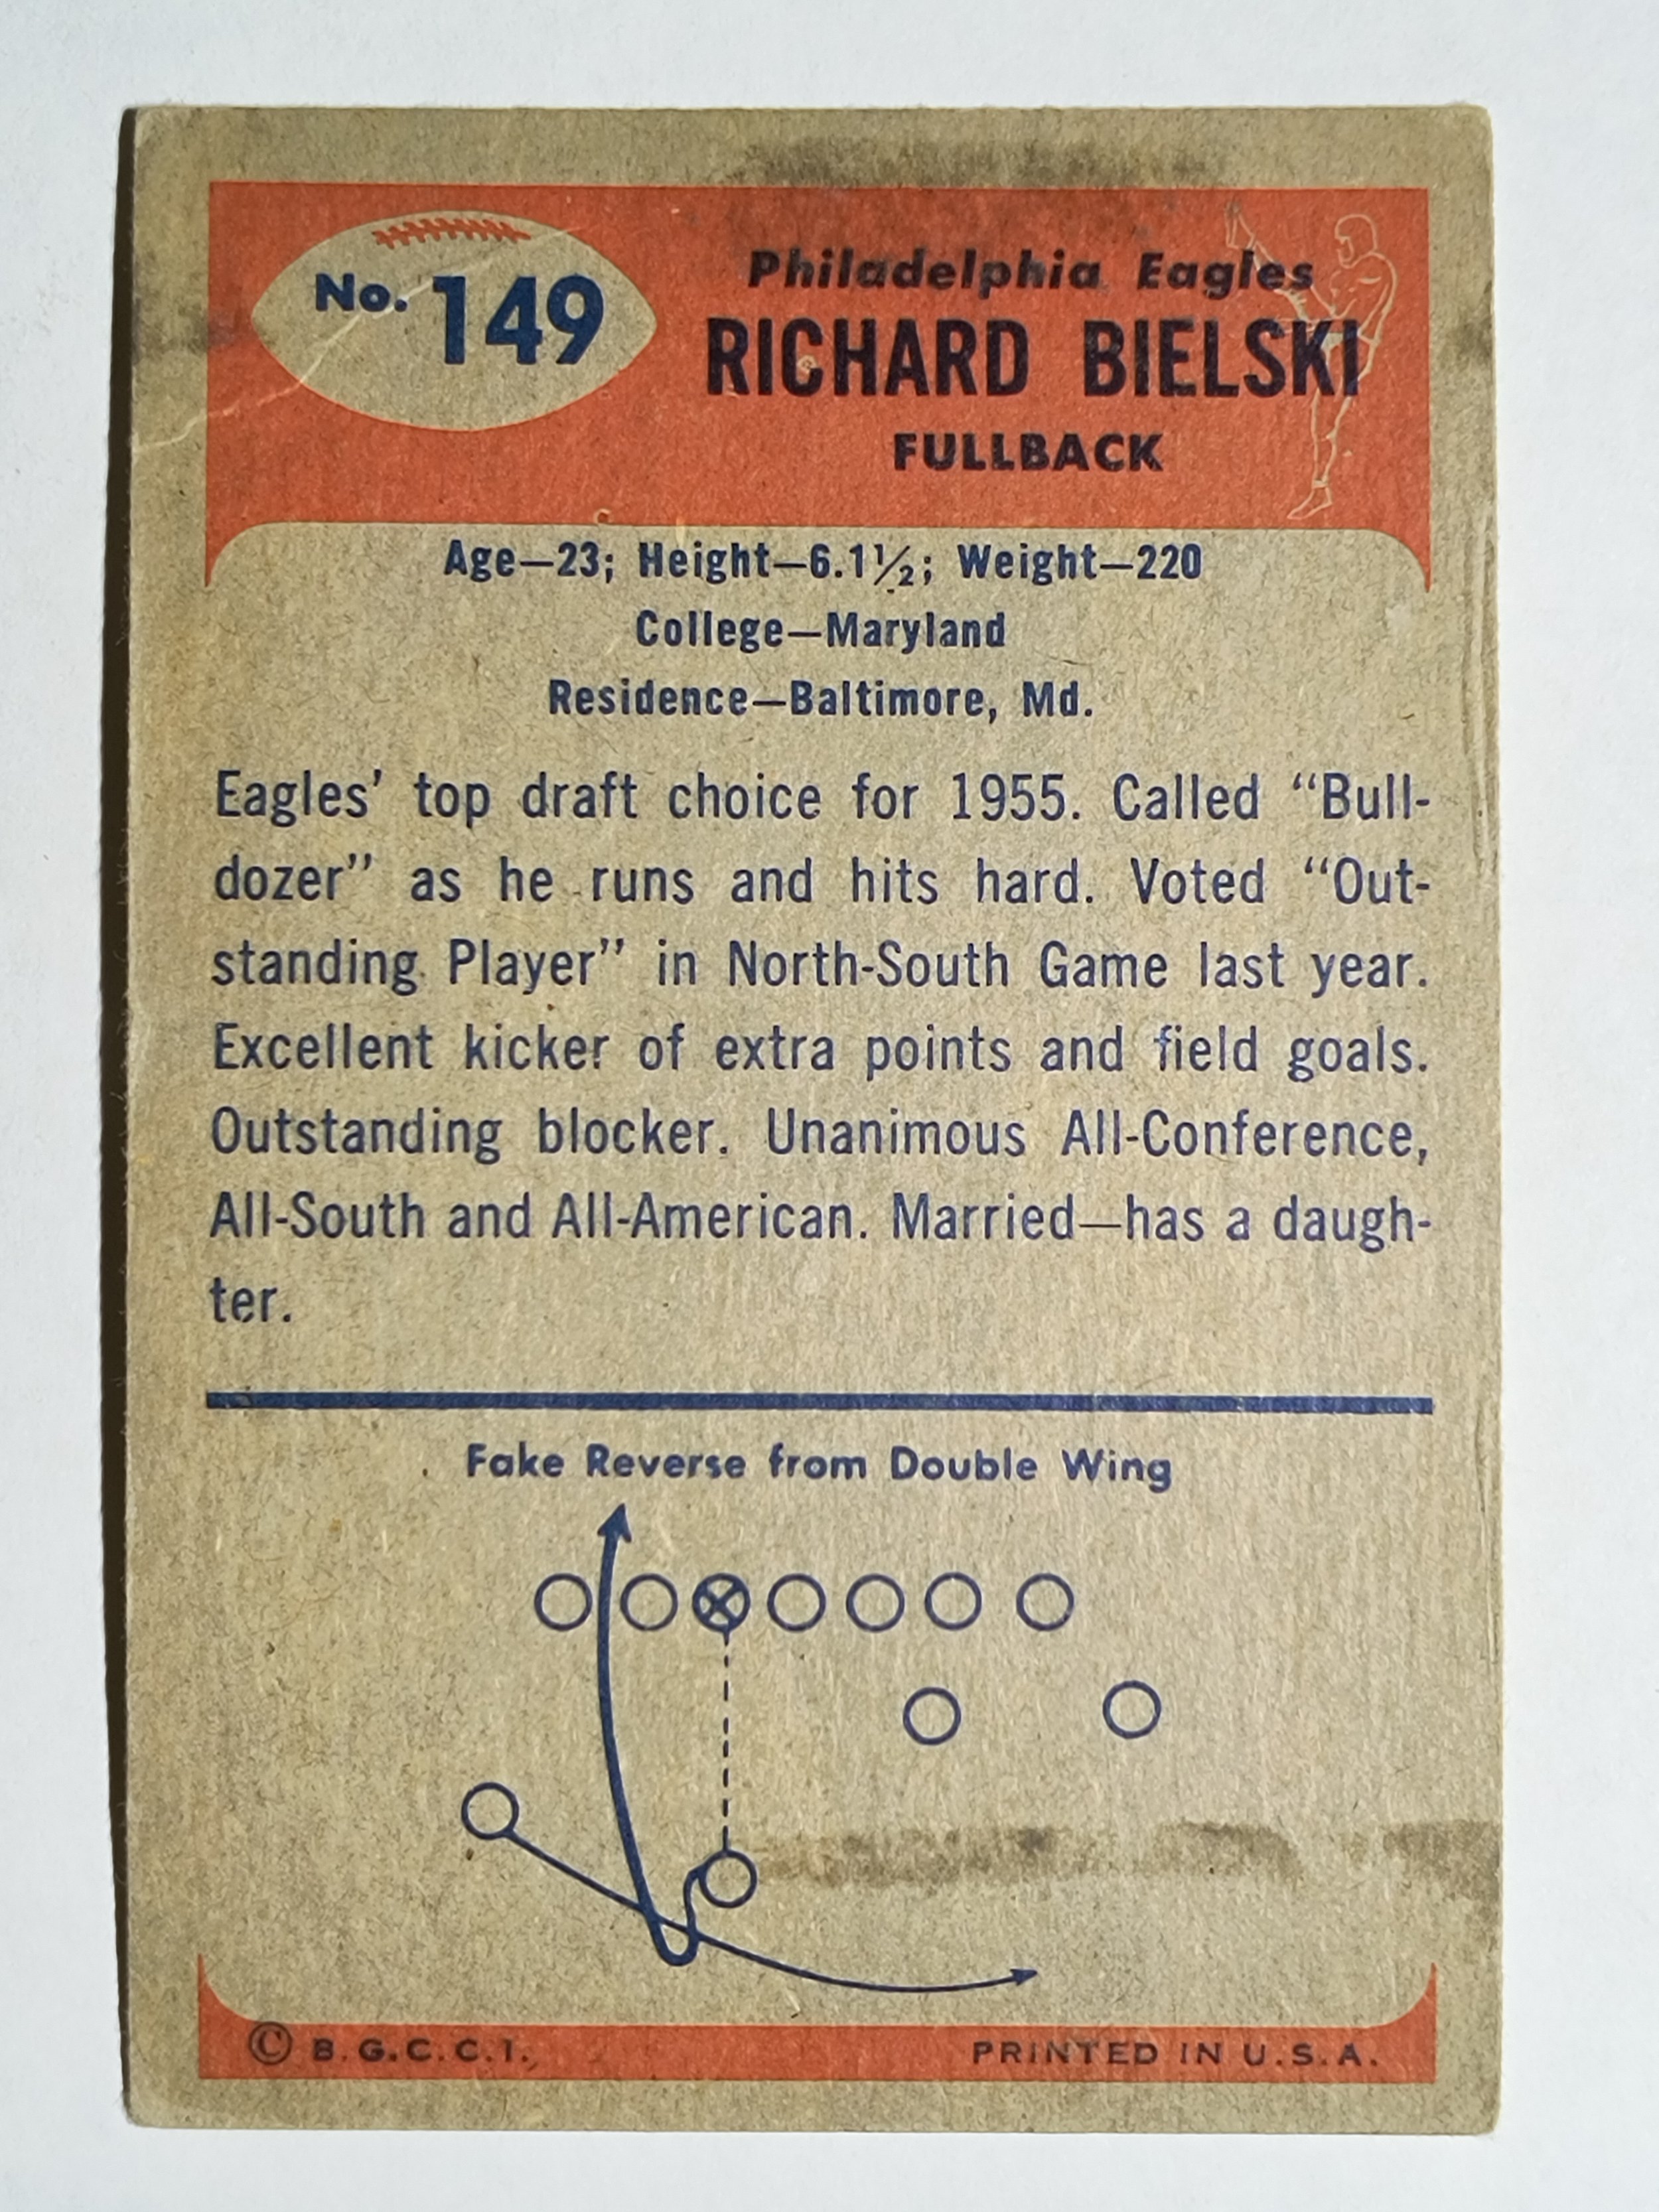 No. 149
Philadelphia Eagles
RICHARD BIELSKI
FULLBACK
Age—23; Height—6.1½; Weight—220
College—Maryland
Residence—Baltimore, Md.
Eagles’ top draft choice for 1955. Called “Bull-
dozer” as he runs and hits hard. Voted “Out-
standing Player” in North-South Game last year.
Excellent kicker of extra points and field goals.
Outstanding blocker. Unanimous All-Conference,
All-South and All-American. Married—has a daugh-
ter.
Fake Reverse from Double Wing
© B.G.C.C.I. PRINTED IN U.S.A.